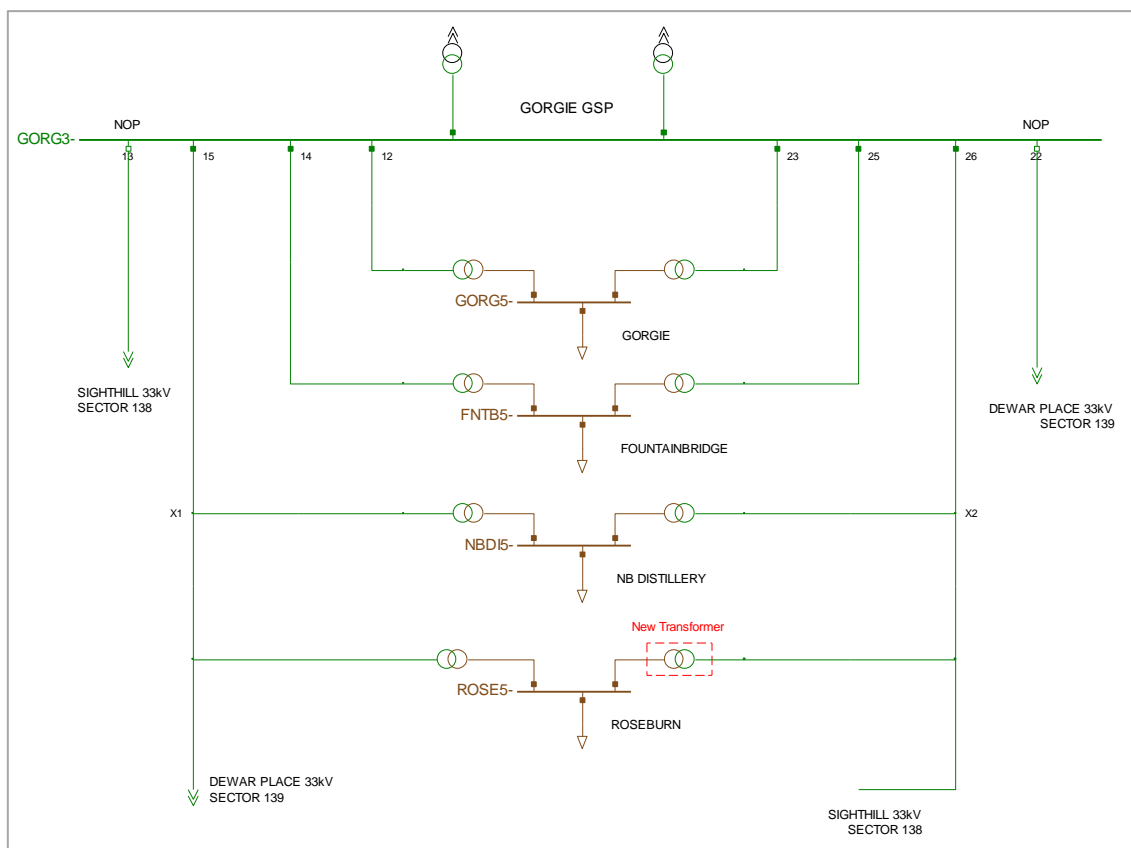 GORGIE GSP
NOP
NOP
GORG3-
13
15
14
12
23
25
26
22
GORG5-
GORGIE
SIGHTHILL 33kV
SECTOR 138
FNTB5-
FOUNTAINBRIDGE
DEWAR PLACE 33kV
SECTOR 139
X1
X2
NBDI5-
NB DISTILLERY
New Transformer
ROSE5-
ROSEBURN
DEWAR PLACE 33kV
SECTOR 139
SIGHTHILL 33kV
SECTOR 138